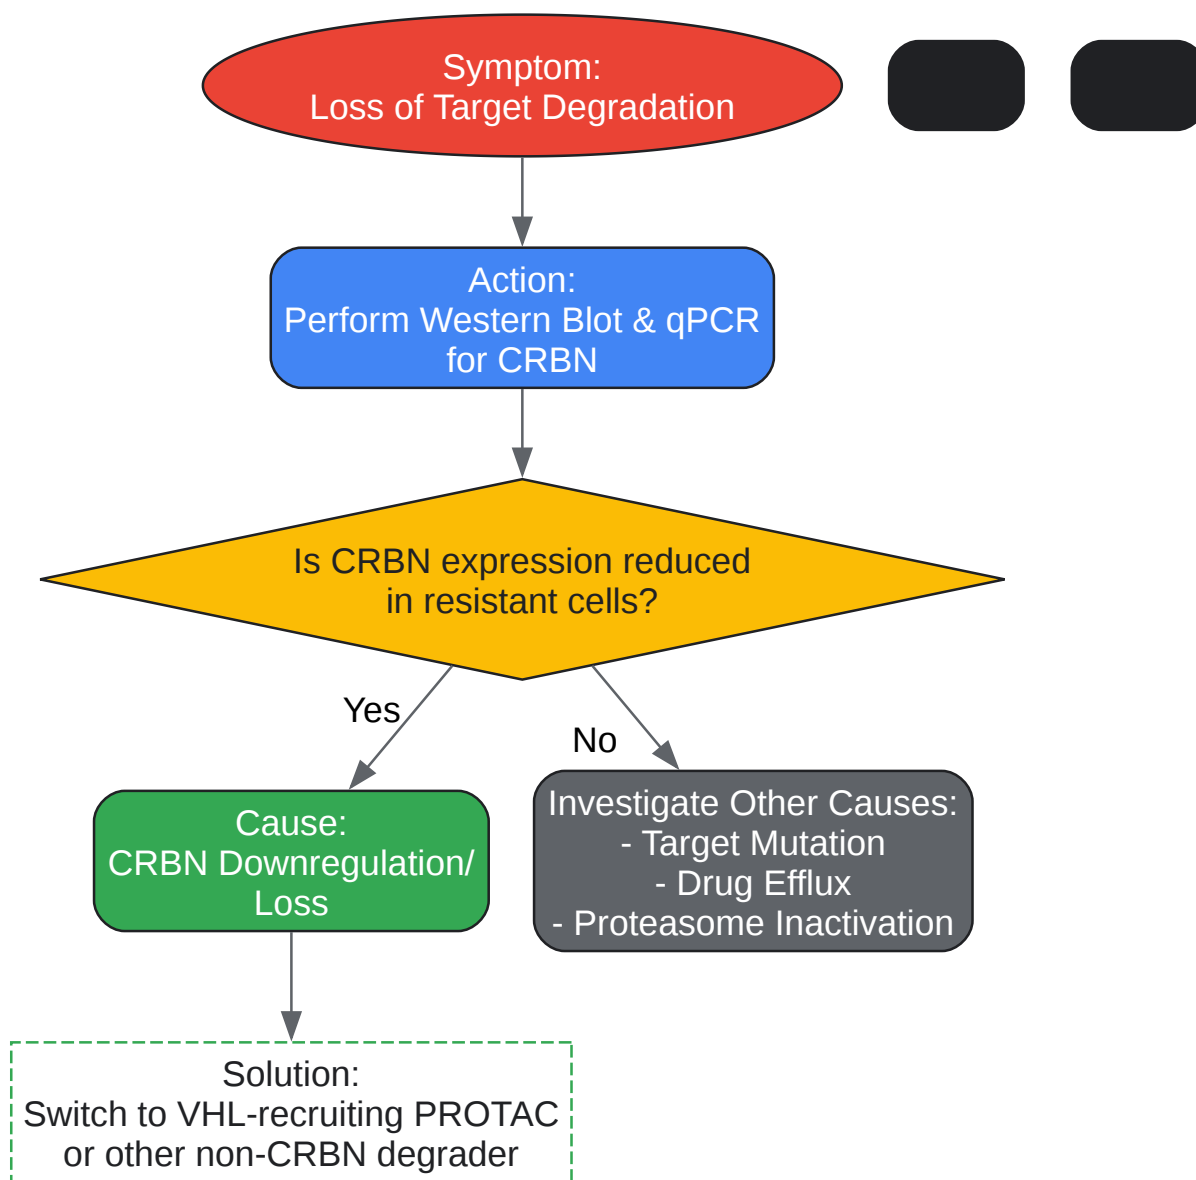 Symptom:
Loss of Target Degradation
Action:
Perform Western Blot & qPCR
for CRBN
Is CRBN expression reduced
in resistant cells?
Yes
No
Cause:
CRBN Downregulation/
Loss
Investigate Other Causes:
- Target Mutation
- Drug Efflux
- Proteasome Inactivation
Solution:
Switch to VHL-recruiting PROTAC
or other non-CRBN degrader